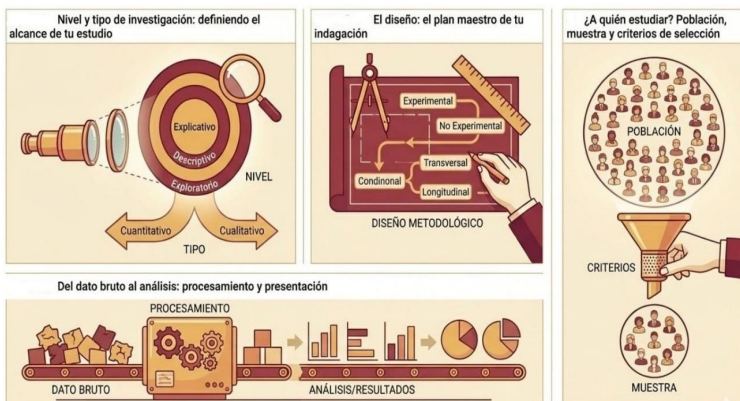 Nivel y tipo de investigación: definiendo el
alcance de tu estudio
Explicativo
Descriptivo
Exploratorio
NIVEL
Cuantitativo
Cualitativo
TIPO
El diseño: el plan maestro de tu
indagación
Experimental
No Experimental
Transversal
Condinonal
Longitudinal
DISEÑO METODOLÓGICO
¿A quién estudiar? Población,
muestra y criterios de selección
POBLACIÓN
CRITERIOS
MUESTRA
Del dato bruto al análisis: procesamiento y presentación
PROCESAMIENTO
DATO BRUTO
ANÁLISIS/RESULTADOS